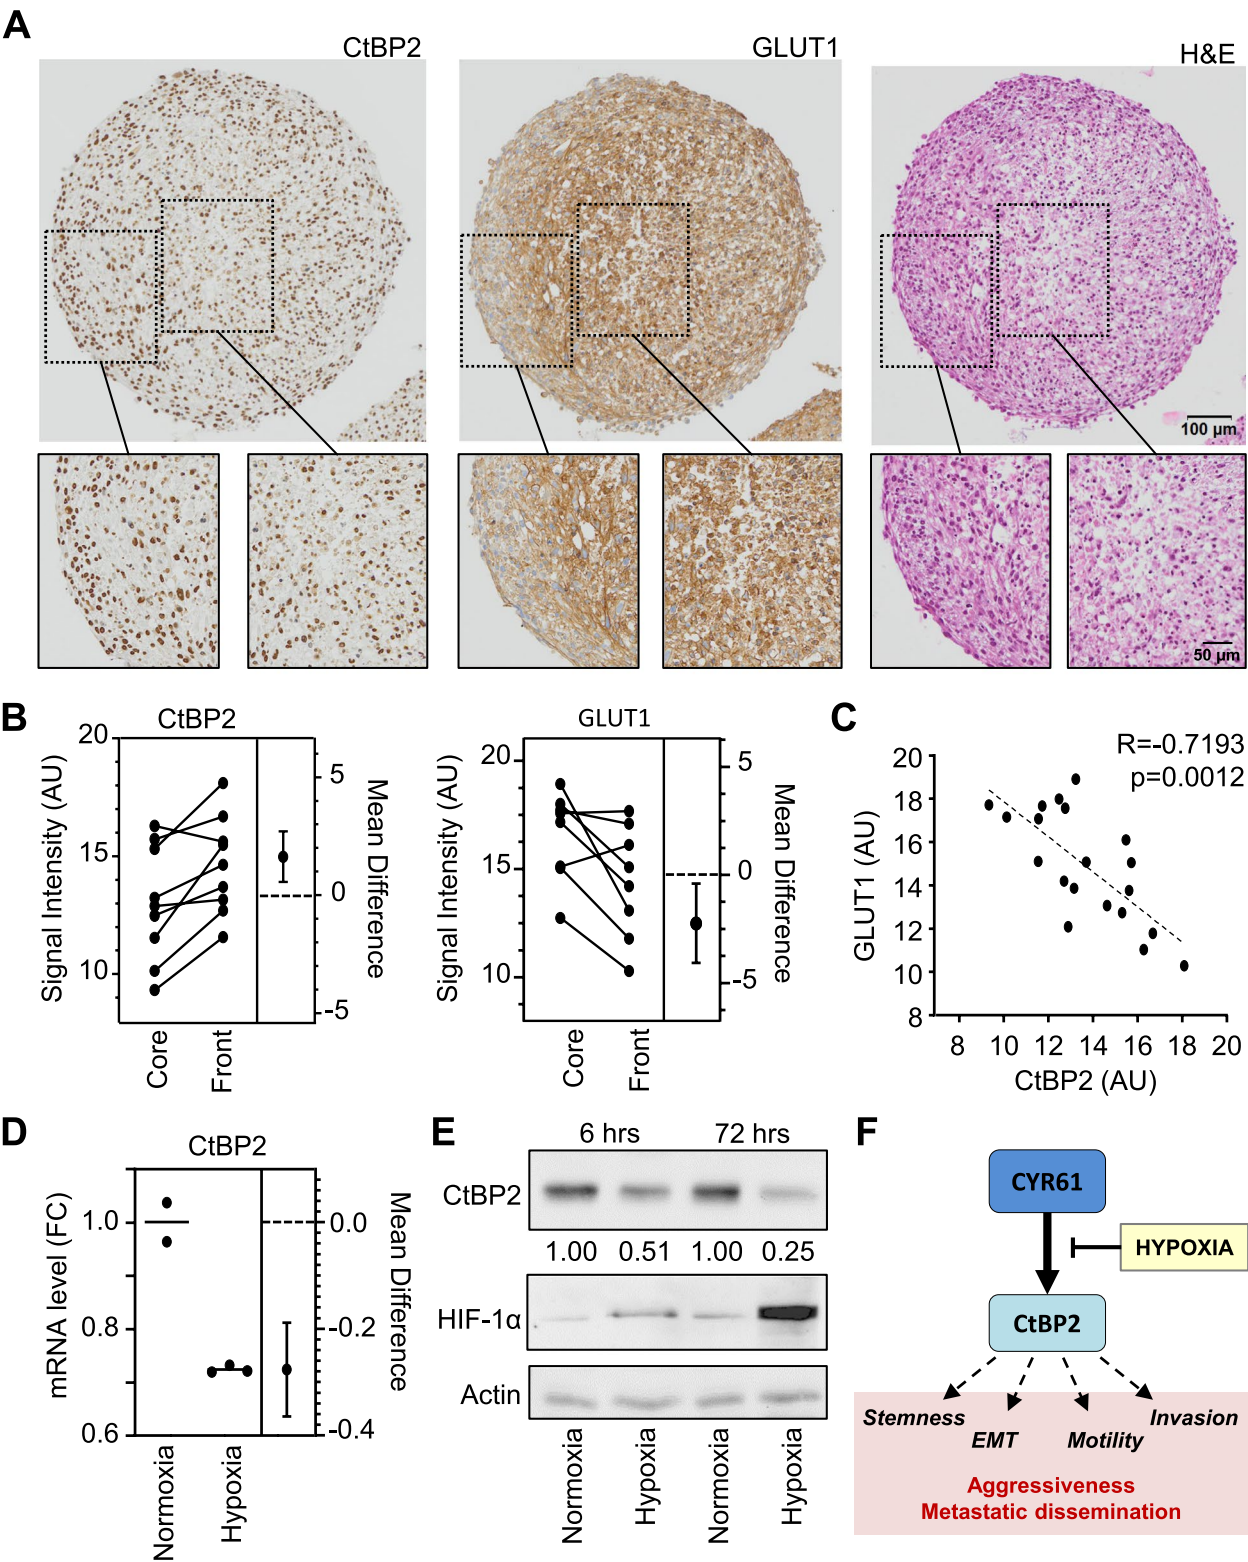 A
CtBP2
GLUT1
H&E
100 µm
50 µm
B
CtBP2
Signal Intensity (AU)
20
15
10
5
0
-5
Mean Difference
Core
Front
GLUT1
Signal Intensity (AU)
20
15
10
5
0
-5
Mean Difference
Core
Front
C
R=-0.7193
p=0.0012
GLUT1 (AU)
20
18
16
14
12
10
8
8 10 12 14 16 18 20
CtBP2 (AU)
D
CtBP2
mRNA level (FC)
1.0
0.8
0.6
0.0
-0.2
-0.4
Mean Difference
Normoxia
Hypoxia
E
6 hrs 72 hrs
CtBP2
1.00 0.51 1.00 0.25
HIF-1α
Actin
Normoxia
Hypoxia
Normoxia
Hypoxia
F
CYR61
HYPOXIA
CtBP2
Stemness
EMT
Motility
Invasion
Aggressiveness
Metastatic dissemination